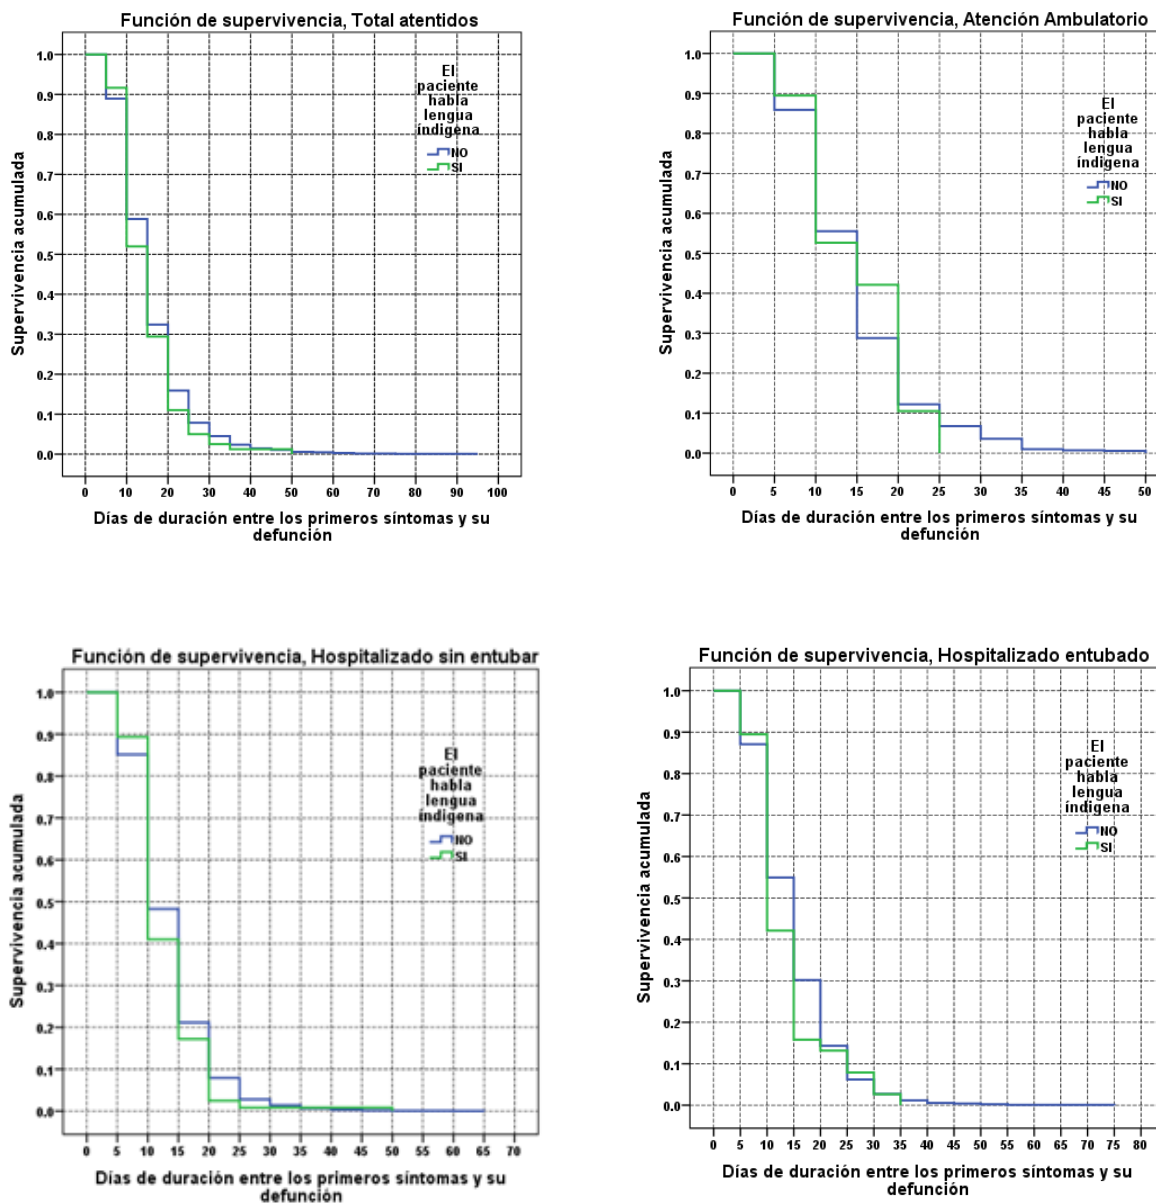 Función de supervivencia, Total atentidos
Supervivencia acumulada
1.0
0.9
0.8
0.7
0.6
0.5
0.4
0.3
0.2
0.1
0.0
El
paciente
habla
lengua
índigena
NO
SI
0 10 20 30 40 50 60 70 80 90 100
Días de duración entre los primeros síntomas y su
defunción
Función de supervivencia, Atención Ambulatorio
Supervivencia acumulada
1.0
0.9
0.8
0.7
0.6
0.5
0.4
0.3
0.2
0.1
0.0
El
paciente
habla
lengua
índigena
NO
SI
0 5 10 15 20 25 30 35 40 45 50
Días de duración entre los primeros síntomas y su
defunción
Función de supervivencia, Hospitalizado sin entubar
Supervivencia acumulada
1.0
0.9
0.8
0.7
0.6
0.5
0.4
0.3
0.2
0.1
0.0
El
paciente
habla
lengua
índigena
NO
SI
0 5 10 15 20 25 30 35 40 45 50 55 60 65 70
Días de duración entre los primeros síntomas y su
defunción
Función de supervivencia, Hospitalizado entubado
Supervivencia acumulada
1.0
0.9
0.8
0.7
0.6
0.5
0.4
0.3
0.2
0.1
0.0
El
paciente
habla
lengua
índigena
NO
SI
0 5 10 15 20 25 30 35 40 45 50 55 60 65 70 75 80
Días de duración entre los primeros síntomas y su
defunción